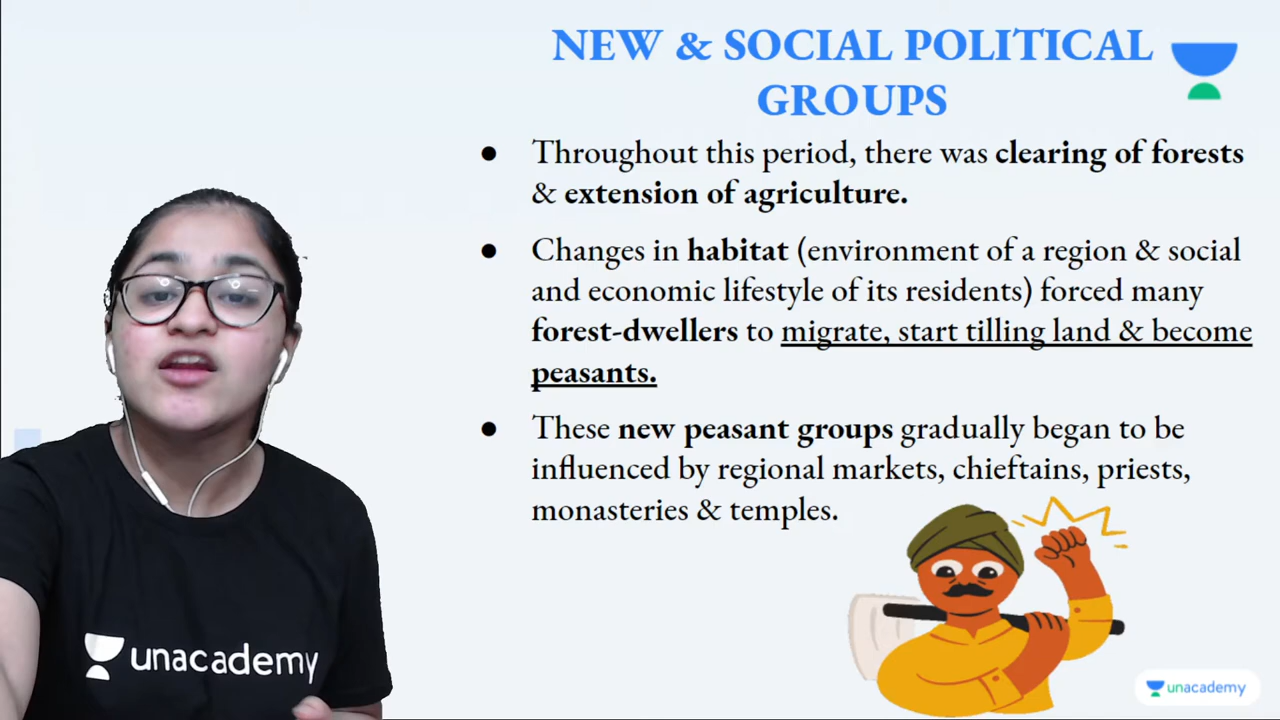 NEW & SOCIAL POLITICAL
GROUPS
● Throughout this period, there was clearing of forests
& extension of agriculture.
● Changes in habitat (environment of a region & social
and economic lifestyle of its residents) forced many
forest-dwellers to migrate, start tilling land & become
peasants.
● These new peasant groups gradually began to be
influenced by regional markets, chieftains, priests,
monasteries & temples.
unacademy
unacademy